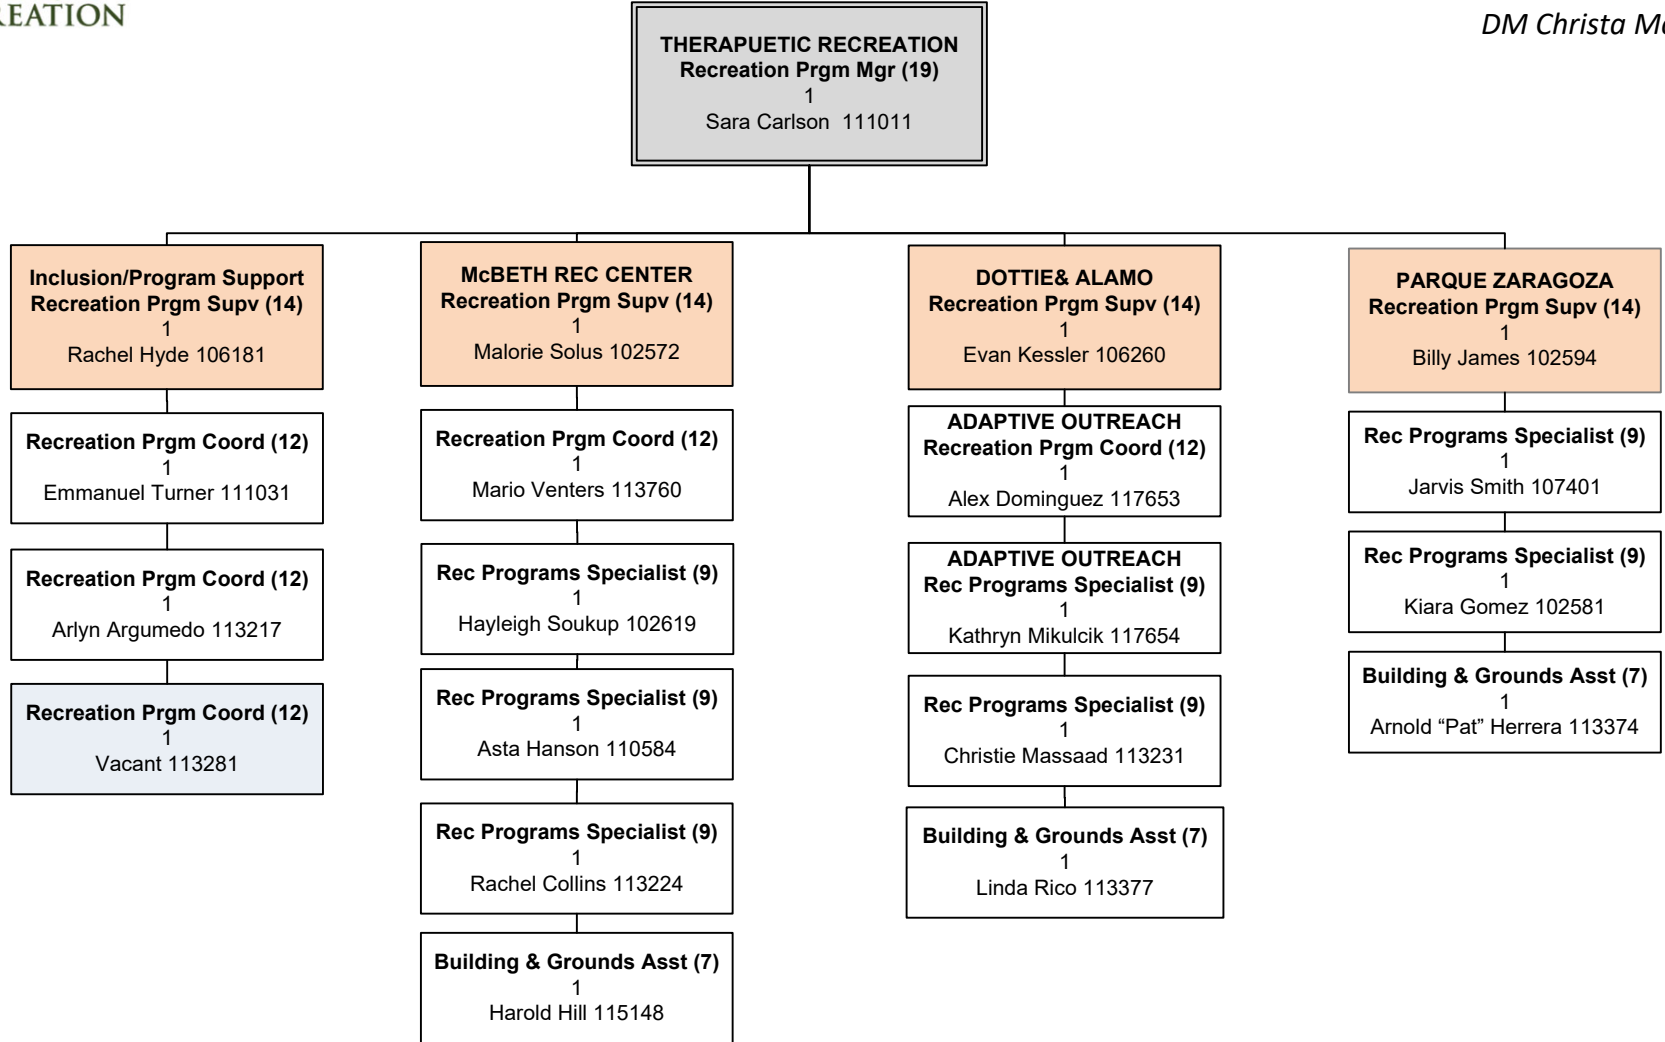 REATION
DM Christa M
THERAPUETIC RECREATION
Recreation Prgm Mgr (19)
1
Sara Carlson 111011
Inclusion/Program Support
Recreation Prgm Supv (14)
1
Rachel Hyde 106181
Recreation Prgm Coord (12)
1
Emmanuel Turner 111031
Recreation Prgm Coord (12)
1
Arlyn Argumedo 113217
Recreation Prgm Coord (12)
1
Vacant 113281
McBETH REC CENTER
Recreation Prgm Supv (14)
1
Malorie Solus 102572
Recreation Prgm Coord (12)
1
Mario Venters 113760
Rec Programs Specialist (9)
1
Hayleigh Soukup 102619
Rec Programs Specialist (9)
1
Asta Hanson 110584
Rec Programs Specialist (9)
1
Rachel Collins 113224
Building & Grounds Asst (7)
1
Harold Hill 115148
DOTTIE& ALAMO
Recreation Prgm Supv (14)
1
Evan Kessler 106260
ADAPTIVE OUTREACH
Recreation Prgm Coord (12)
1
Alex Dominguez 117653
ADAPTIVE OUTREACH
Rec Programs Specialist (9)
1
Kathryn Mikulcik 117654
Rec Programs Specialist (9)
1
Christie Massaad 113231
Building & Grounds Asst (7)
1
Linda Rico 113377
PARQUE ZARAGOZA
Recreation Prgm Supv (14)
1
Billy James 102594
Rec Programs Specialist (9)
1
Jarvis Smith 107401
Rec Programs Specialist (9)
1
Kiara Gomez 102581
Building & Grounds Asst (7)
1
Arnold “Pat” Herrera 113374